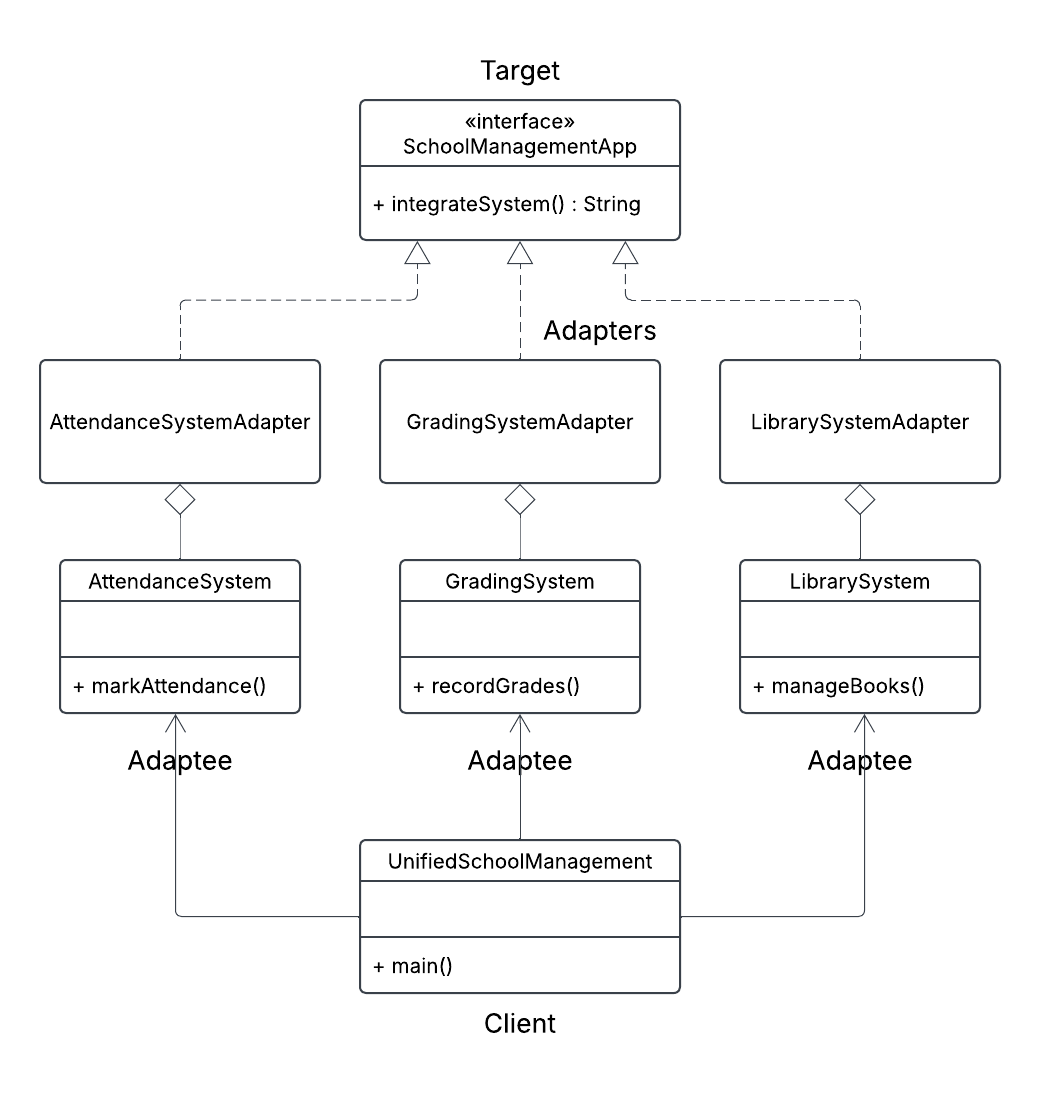 Target
«interface»
SchoolManagementApp
+ integrateSystem() : String
Adapters
AttendanceSystemAdapter
GradingSystemAdapter
LibrarySystemAdapter
AttendanceSystem
+ markAttendance()
GradingSystem
+ recordGrades()
LibrarySystem
+ manageBooks()
Adaptee
Adaptee
Adaptee
UnifiedSchoolManagement
+ main()
Client